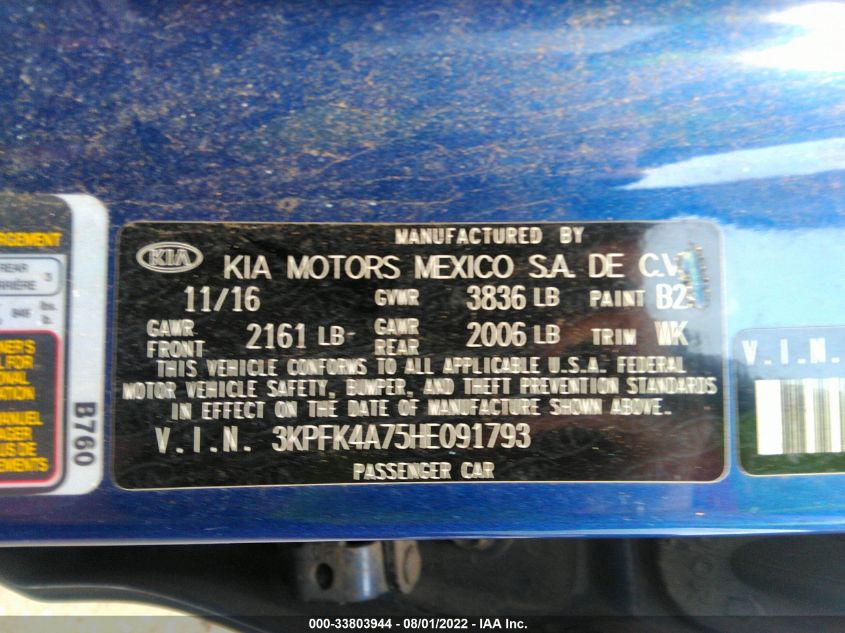 MANUFACTURED BY
KIA
KIA MOTORS MEXICO S.A. DE C.V.
11/16 GVWR 3836 LB PAINT B2
GAWR FRONT 2161 LB GAWR REAR 2006 LB TRIM WK
THIS VEHICLE CONFORMS TO ALL APPLICABLE U.S.A. FEDERAL
MOTOR VEHICLE SAFETY, BUMPER, AND THEFT PREVENTION STANDARDS
IN EFFECT ON THE DATE OF MANUFACTURE SHOWN ABOVE.
V.I.N. 3KPFK4A75HE091793
PASSENGER CAR
B760
V.I.N.
000-33803944 - 08/01/2022 - IAA Inc.